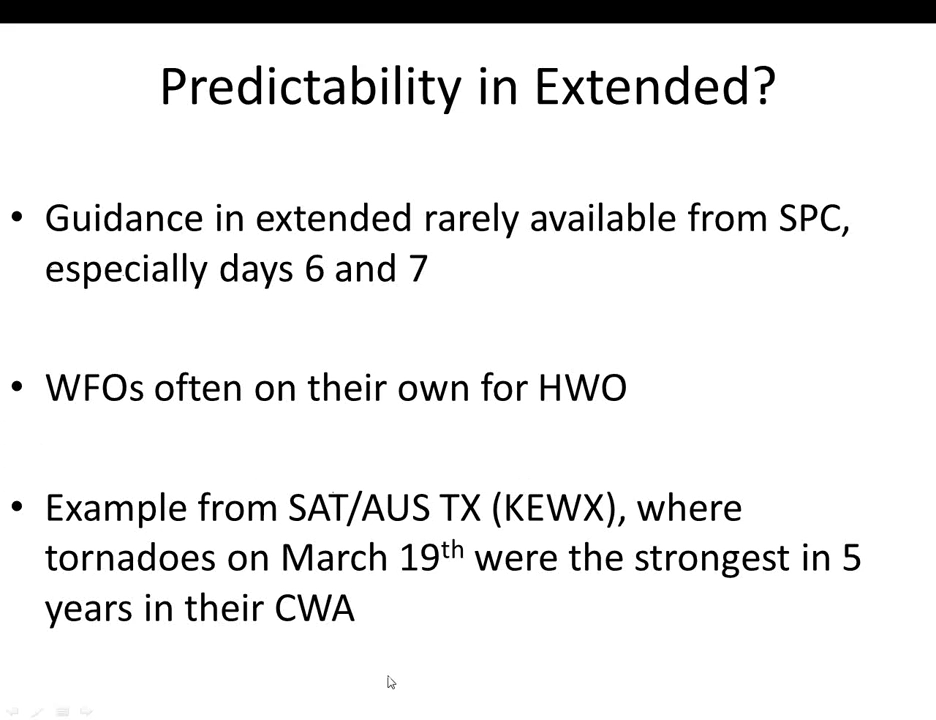 Predictability in Extended?
• Guidance in extended rarely available from SPC,
especially days 6 and 7
• WFOs often on their own for HWO
• Example from SAT/AUS TX (KEWX), where
tornadoes on March 19th were the strongest in 5
years in their CWA